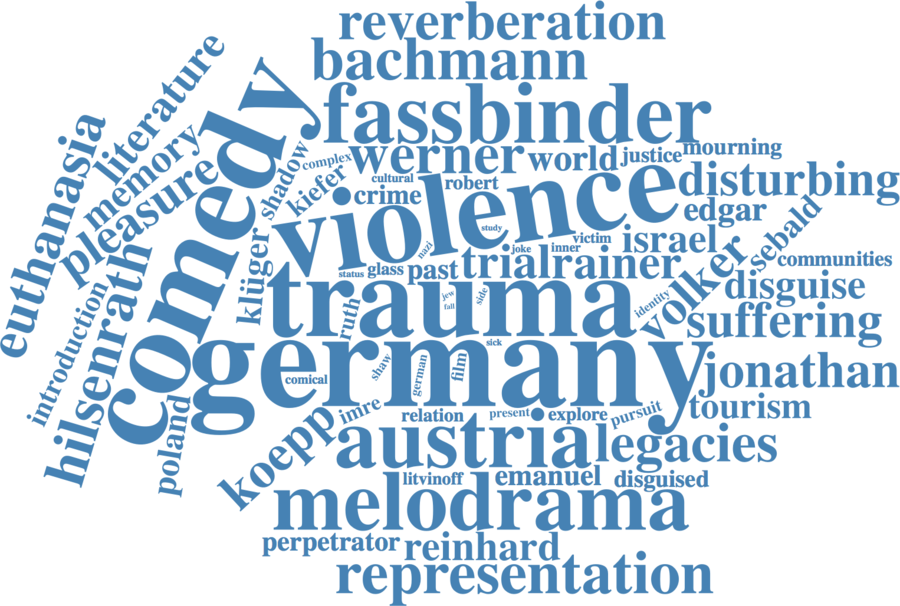 reverberation
bachmann
literature
fassbinder
comedy
werner
world
justice
mourning
memory
shadow
complex
kiefer
cultural
robert
disturbing
euthanasia
pleasure
crime
violence
edgar
sebald
study
victim
israel
nazi
joke
inner
communities
klüger
status
glass
past
trial
rainer
volker
disguise
hilsenrath
introduction
trauma
ruth
jew
fall
side
identity
suffering
germany
sick
comical
shaw
german
film
jonathan
poland
koepp
imre
relation
present
explore
pursuit
tourism
austria
legacies
litvinoff
emanuel
disguised
melodrama
perpetrator
reinhard
representation